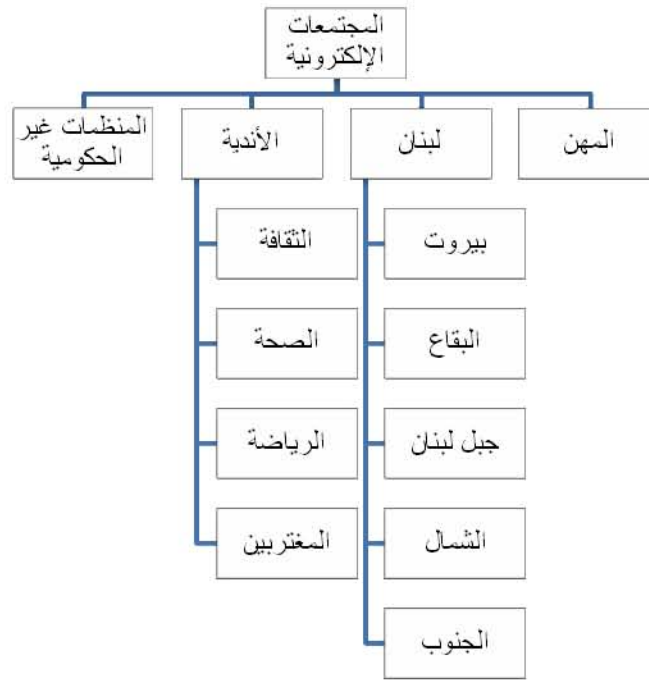 المجتمعات
الإلكترونية
المهن
لبنان
الأندية
المنظمات غير
الحكومية
بيروت
البقاع
جبل لبنان
الشمال
الجنوب
الثقافة
الصحة
الرياضة
المغتربين